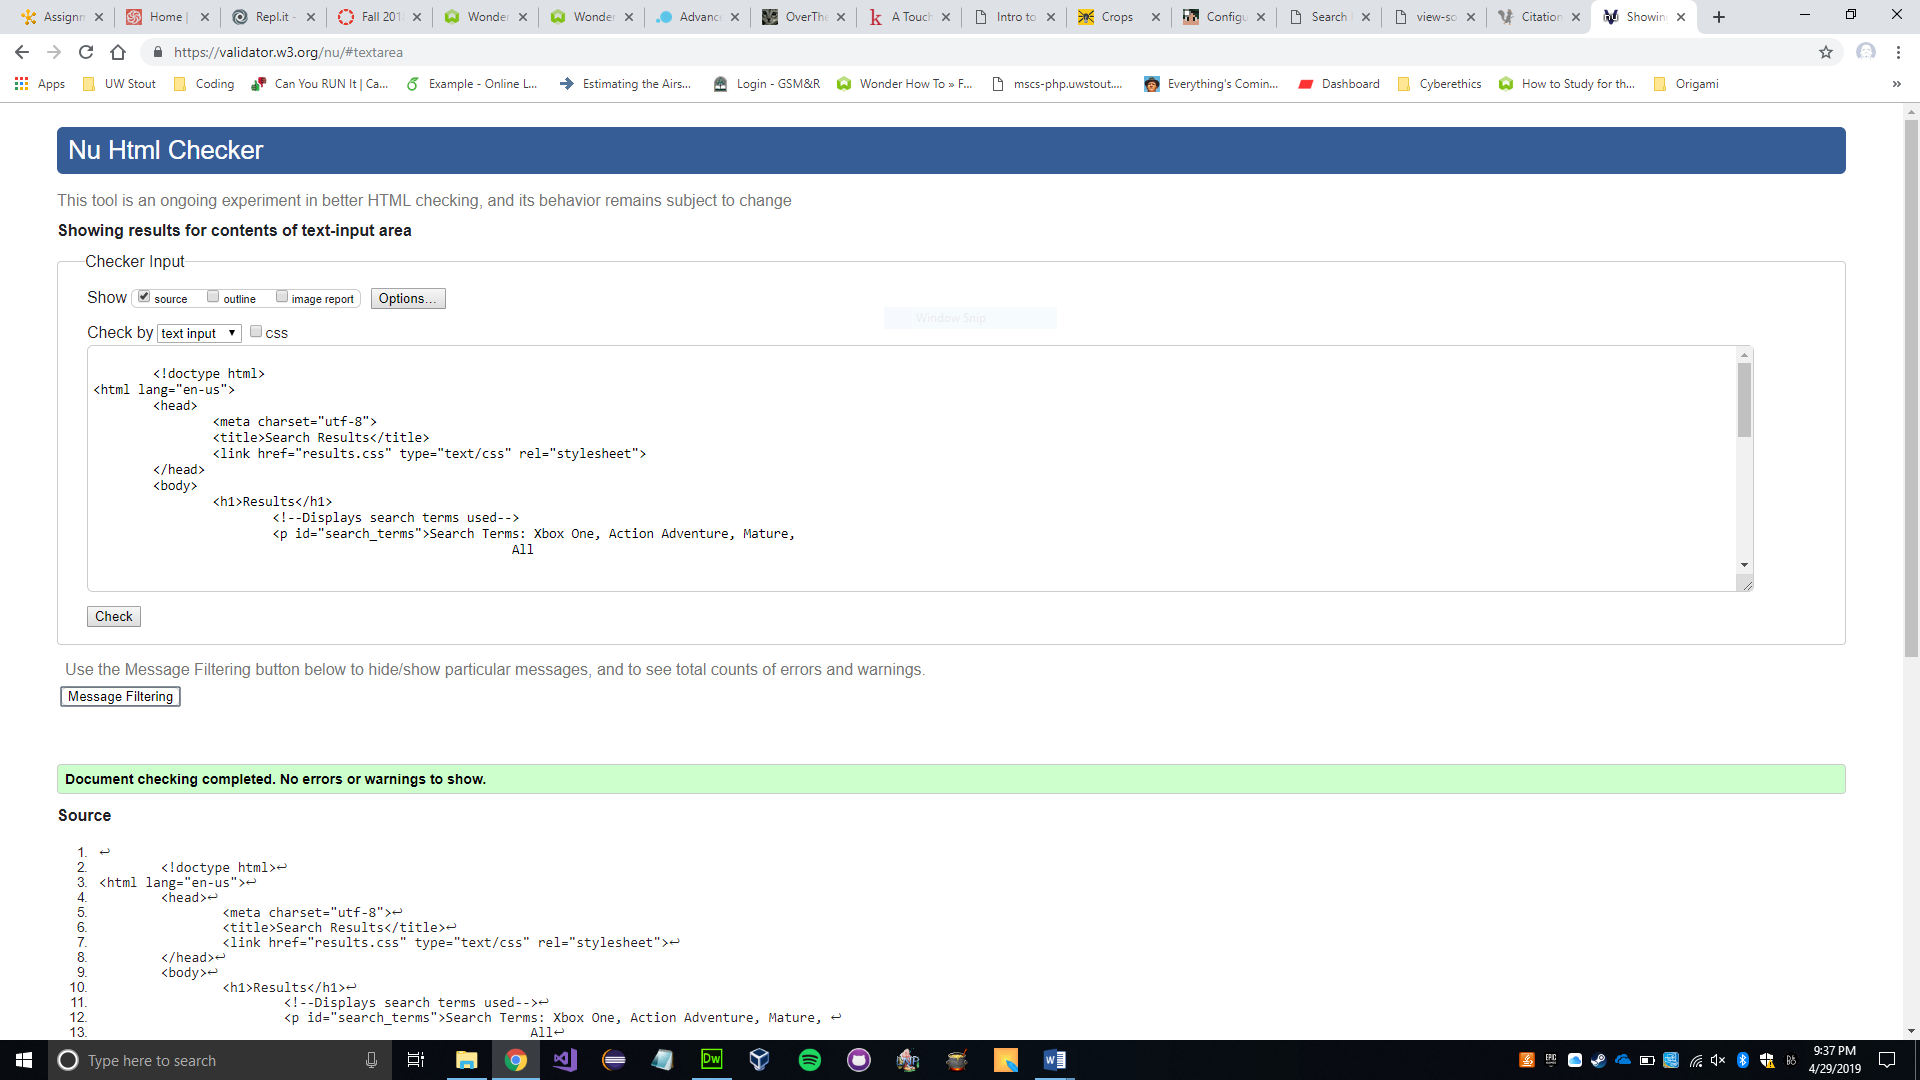 Assignm Home | Repl.it - Fall 201 Wonder Wonder Advanc OverThe A Touch Intro to Crops Configu Search view-so Citation Showin
https://validator.w3.org/nu/#textarea
Apps UW Stout Coding Can You RUN It | Ca... Example - Online L... Estimating the Airs... Login - GSM&R Wonder How To » F... mscs-php.uwstout.... Everything's Comin... Dashboard Cyberethics How to Study for th... Origami »
Nu Html Checker
This tool is an ongoing experiment in better HTML checking, and its behavior remains subject to change
Showing results for contents of text-input area
Checker Input
Show source outline image report Options...
Window Snip
Check by text input css
<!doctype html>
<html lang="en-us">
<head>
<meta charset="utf-8">
<title>Search Results</title>
<link href="results.css" type="text/css" rel="stylesheet">
</head>
<body>
<h1>Results</h1>
<!--Displays search terms used-->
<p id="search_terms">Search Terms: Xbox One, Action Adventure, Mature,
All
Check
Use the Message Filtering button below to hide/show particular messages, and to see total counts of errors and warnings.
Message Filtering
Document checking completed. No errors or warnings to show.
Source
1. ↩
2. <!doctype html>↩
3. <html lang="en-us">↩
4. <head>↩
5. <meta charset="utf-8">↩
6. <title>Search Results</title>↩
7. <link href="results.css" type="text/css" rel="stylesheet">↩
8. </head>↩
9. <body>↩
10. <h1>Results</h1>↩
11. <!--Displays search terms used-->↩
12. <p id="search_terms">Search Terms: Xbox One, Action Adventure, Mature, ↩
13. All↩
Type here to search
9:37 PM
4/29/2019